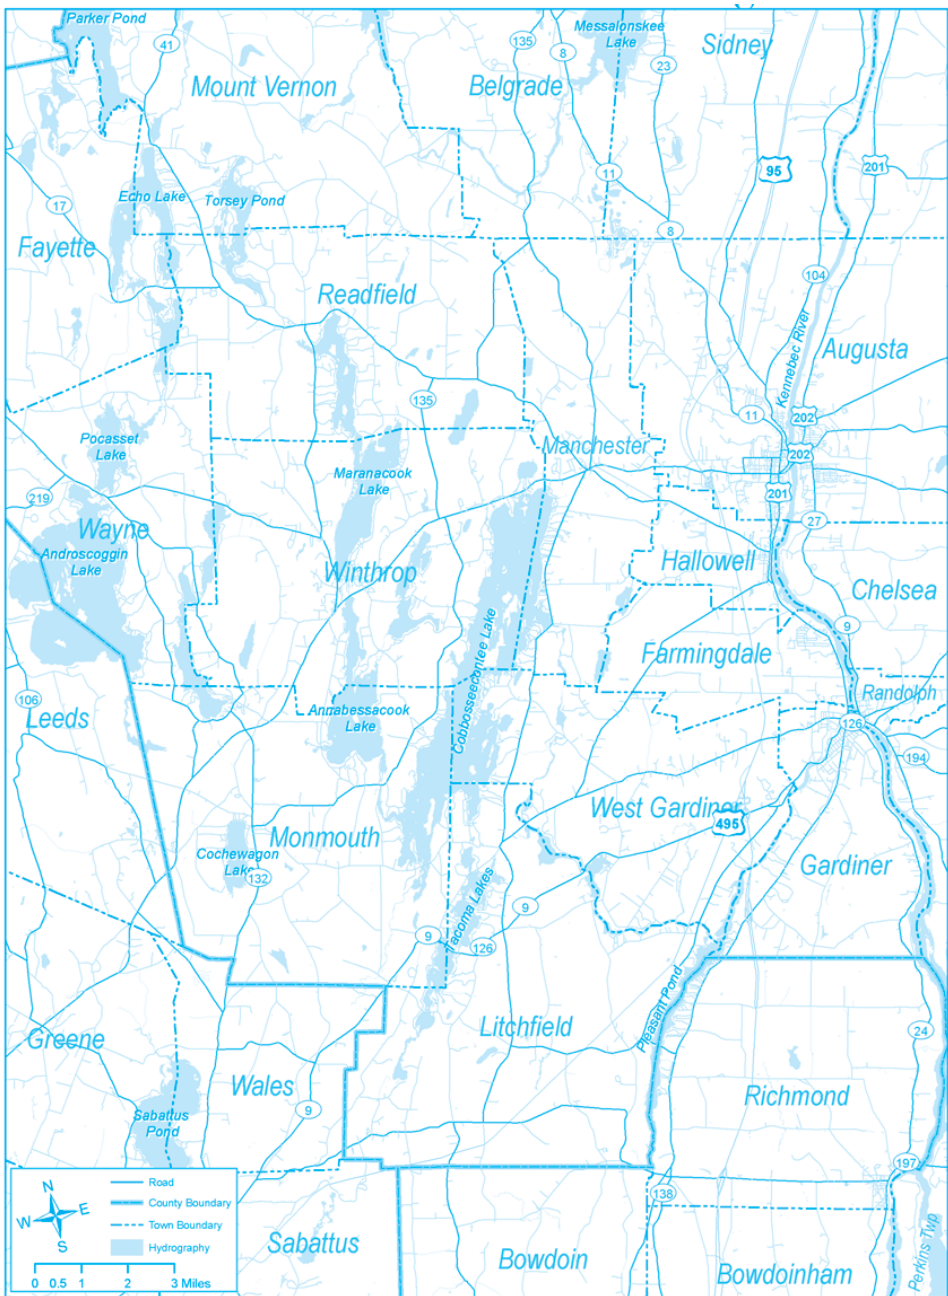 Parker Pond
41
Mount Vernon
135
8
Belgrade
Messalonskee
Lake
23
Sidney
95
201
11
8
Echo Lake
Torsey Pond
17
Fayette
Readfield
104
Kennebec River
Augusta
135
11
202
202
201
Manchester
Pocasset
Lake
Maranacook
Lake
219
Wayne
Androscoggin
Lake
Winthrop
27
Hallowell
Chelsea
9
Cobbosseecontee Lake
Farmingdale
Randolph
106
Leeds
Annabessacook
Lake
126
194
West Gardiner
495
Monmouth
Cochewagon
Lake
132
Gardiner
Tacoma Lakes
9
9
126
Pleasant Pond
Litchfield
24
Greene
Wales
9
Richmond
Sabattus
Pond
197
138
Sabattus
Bowdoin
Bowdoinham
Perkins Twp
N
W
E
S
Road
County Boundary
Town Boundary
Hydrography
0 0.5 1 2 3 Miles